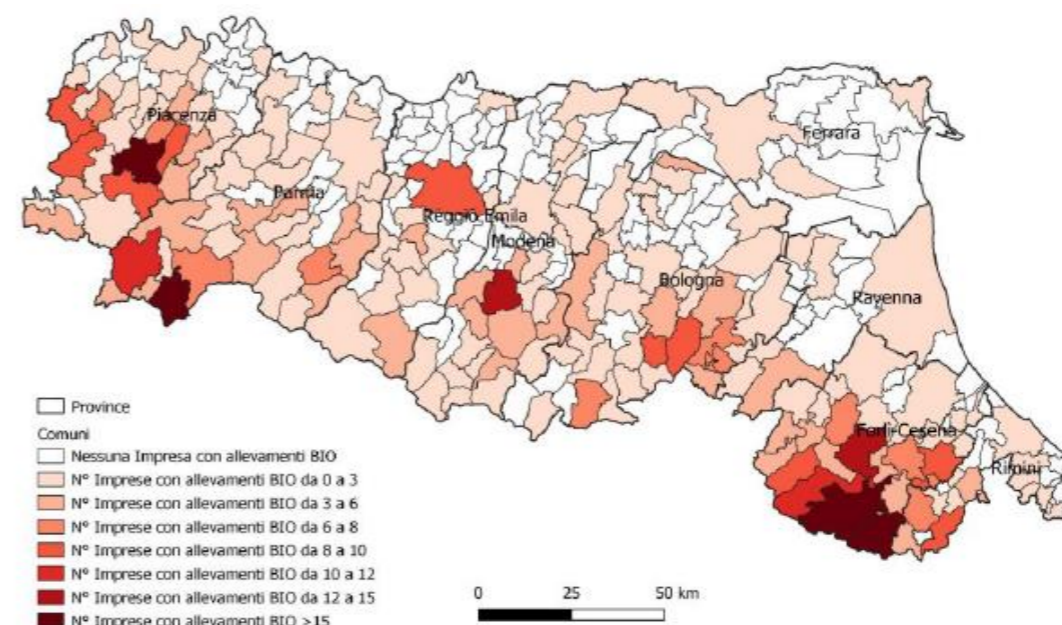 Piacenza
Ferrara
Parma
Reggio Emila
Modena
Bologna
Ravenna
Forlì-Cesena
Rimini
Province
Comuni
Nessuna Impresa con allevamenti BIO
N° Imprese con allevamenti BIO da 0 a 3
N° Imprese con allevamenti BIO da 3 a 6
N° Imprese con allevamenti BIO da 6 a 8
N° Imprese con allevamenti BIO da 8 a 10
N° Imprese con allevamenti BIO da 10 a 12
N° Imprese con allevamenti BIO da 12 a 15
N° Imprese con allevamenti BIO >15
0 25 50 km